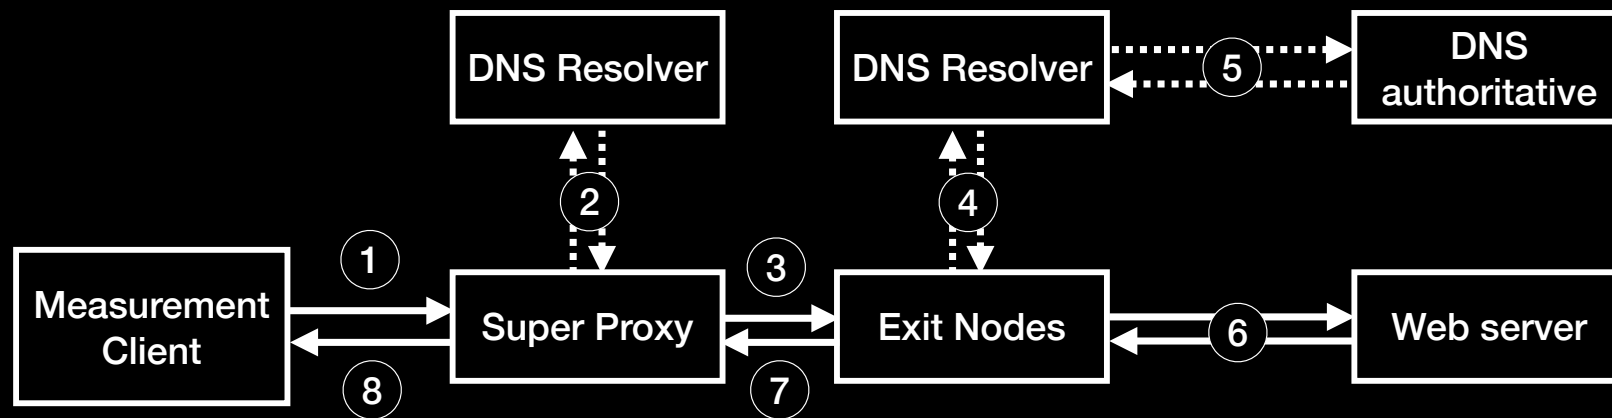 DNS Resolver
DNS Resolver
5
DNS
authoritative
2
4
1
3
Measurement
Client
Super Proxy
Exit Nodes
6
Web server
8
7